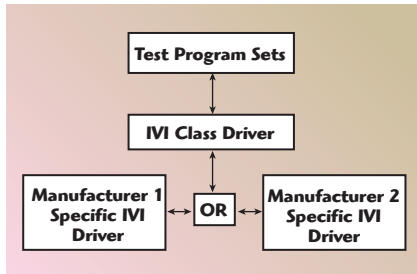 Test Program Sets
IVI Class Driver
Manufacturer 1
Specific IVI
Driver
OR
Manufacturer 2
Specific IVI
Driver